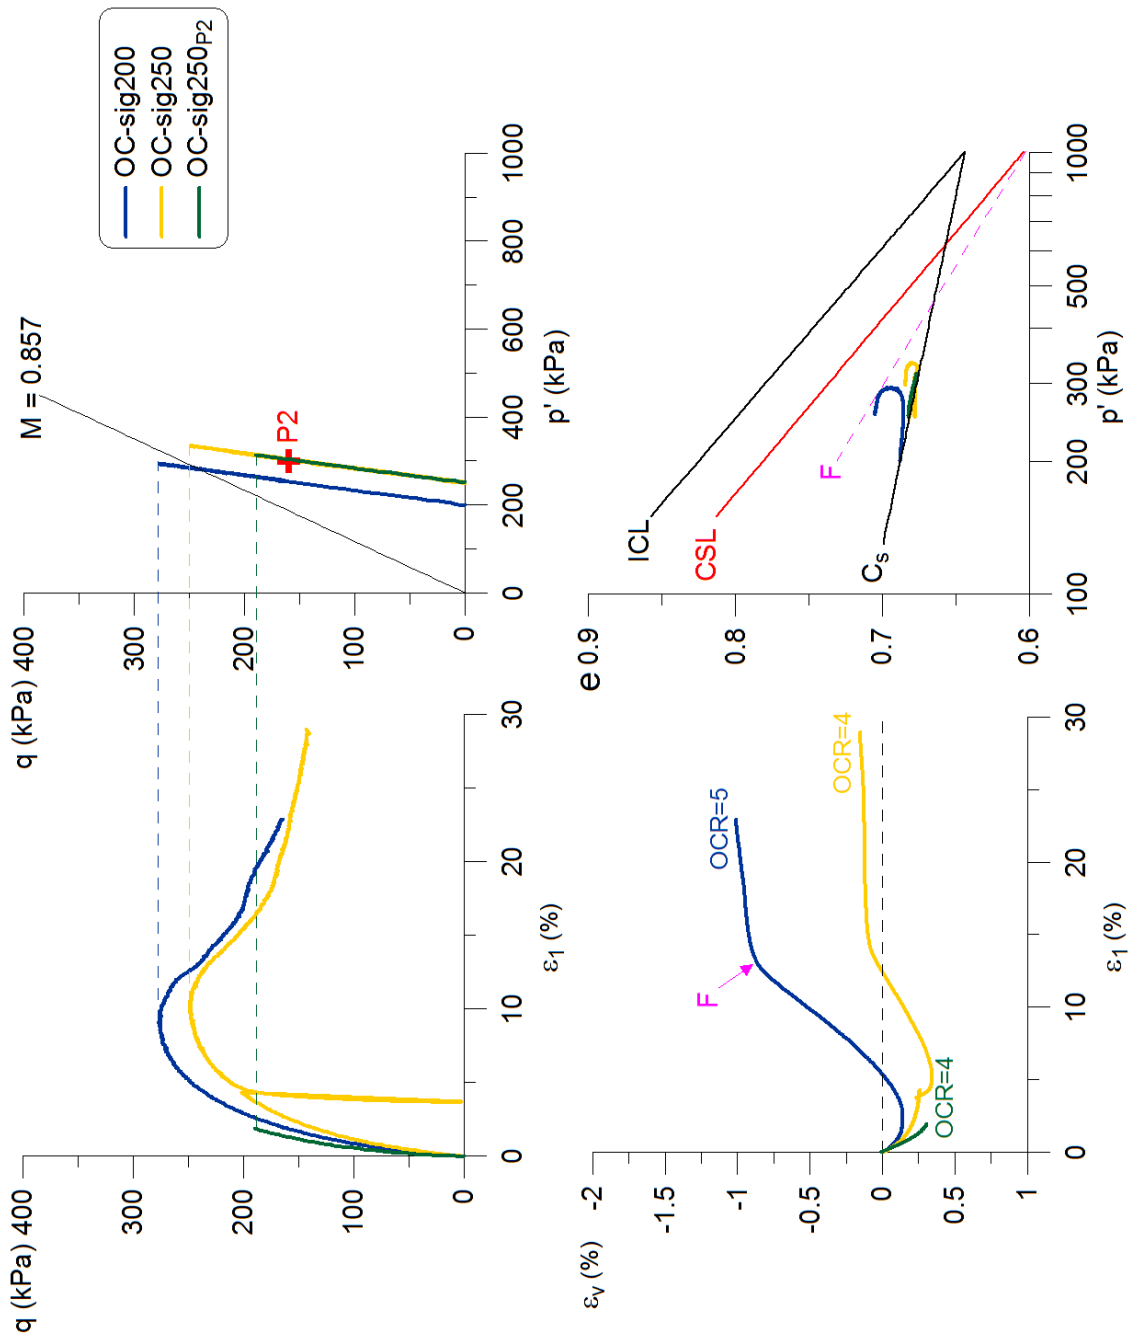 q (kPa) 400
300
200
100
0
0
10
20
30
ε1 (%)
q (kPa) 400
300
200
100
0
0
200
400
600
800
1000
p' (kPa)
M = 0.857
P2
OC-sig200
OC-sig250
OC-sig250P2
εv (%) -2
-1.5
-1
-0.5
0
0.5
1
0
10
20
30
ε1 (%)
F
OCR=5
OCR=4
OCR=4
e 0.9
0.8
0.7
0.6
100
200
300
500
1000
p' (kPa)
ICL
CSL
Cs
F